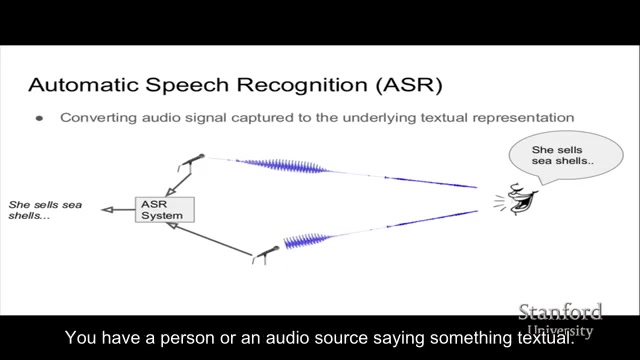 Automatic Speech Recognition (ASR)
● Converting audio signal captured to the underlying textual representation
She sells
sea shells..
She sells sea
shells...
ASR
System
Stanford
University
You have a person or an audio source saying something textual.